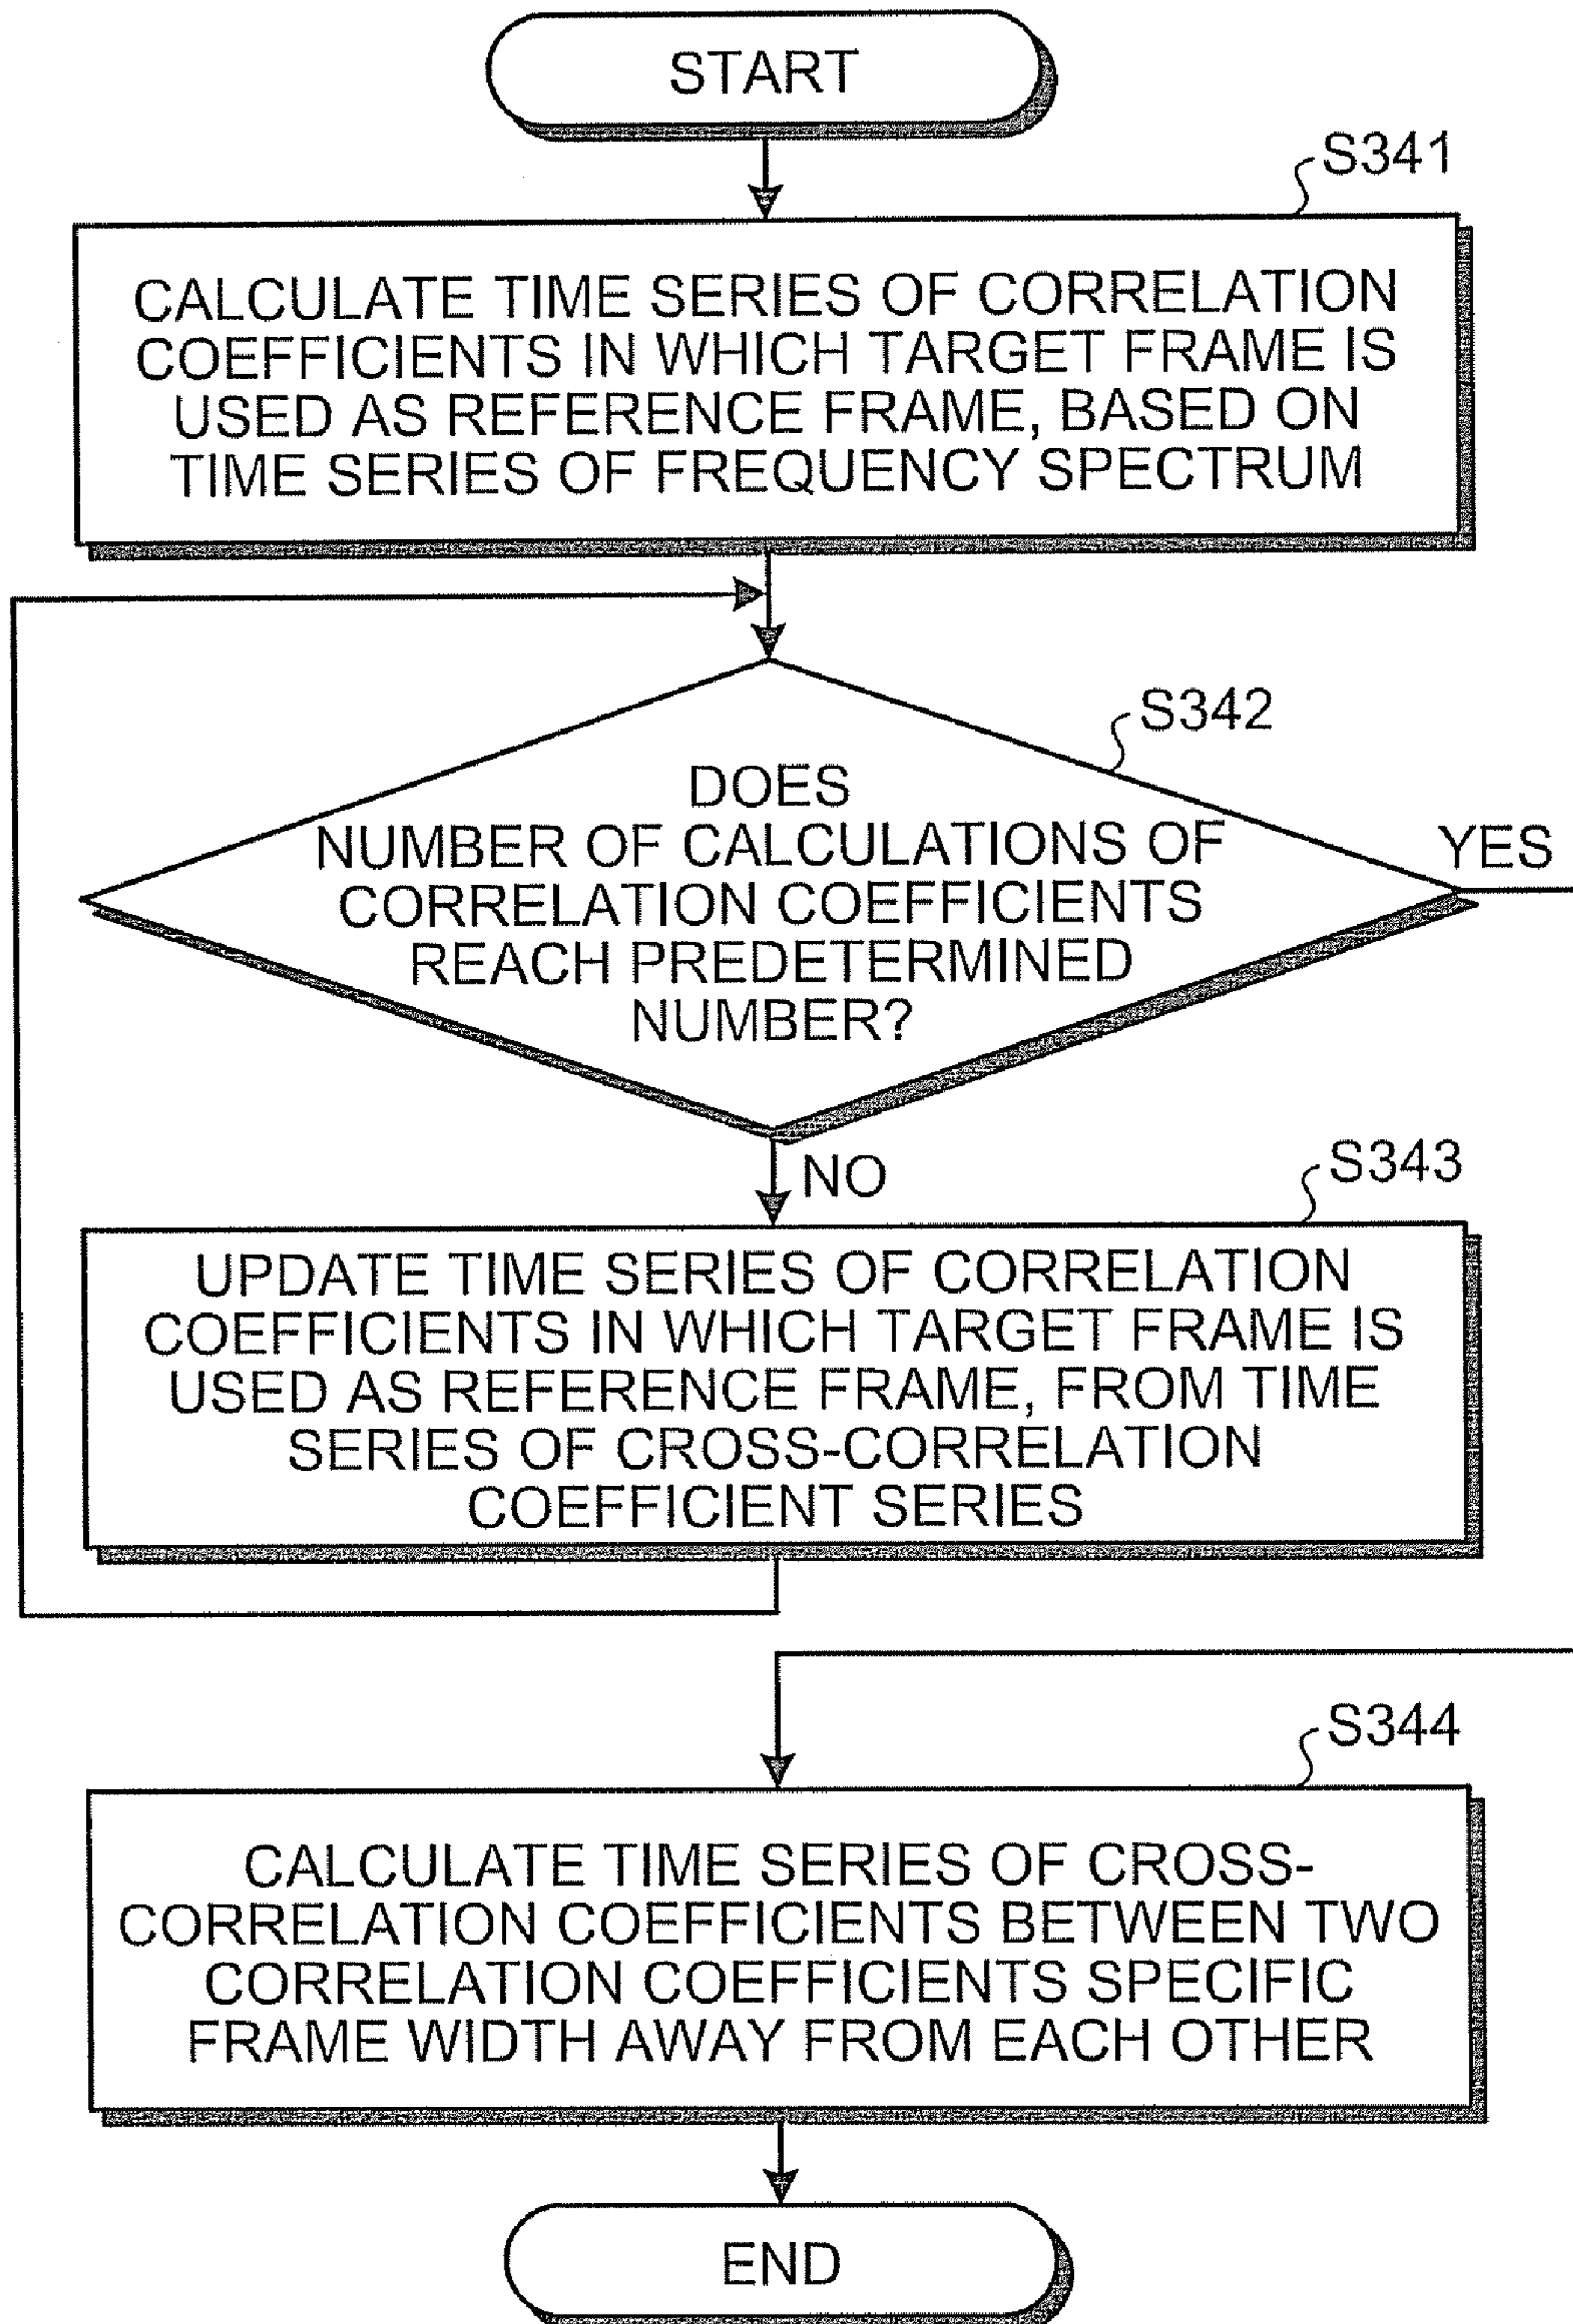 START
S341
CALCULATE TIME SERIES OF CORRELATION
COEFFICIENTS IN WHICH TARGET FRAME IS
USED AS REFERENCE FRAME, BASED ON
TIME SERIES OF FREQUENCY SPECTRUM
S342
DOES
NUMBER OF CALCULATIONS OF
CORRELATION COEFFICIENTS
REACH PREDETERMINED
NUMBER?
YES
NO
S343
UPDATE TIME SERIES OF CORRELATION
COEFFICIENTS IN WHICH TARGET FRAME IS
USED AS REFERENCE FRAME, FROM TIME
SERIES OF CROSS-CORRELATION
COEFFICIENT SERIES
S344
CALCULATE TIME SERIES OF CROSS-
CORRELATION COEFFICIENTS BETWEEN TWO
CORRELATION COEFFICIENTS SPECIFIC
FRAME WIDTH AWAY FROM EACH OTHER
END